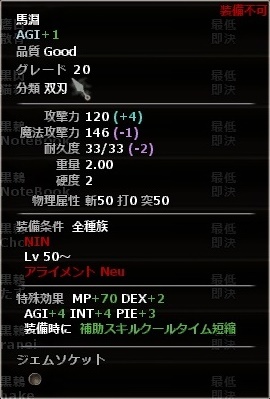 装備不可
馬淵
AGI+1
品質 Good
グレード 20
分類 双刃
攻撃力 120 (+4)
魔法攻撃力 146 (-1)
耐久度 33/33 (-2)
重量 2.00
硬度 2
物理属性 斬50 打0 突50
装備条件 全種族
NIN
Lv 50～
アライメント Neu
特殊効果 MP+70 DEX+2
AGI+4 INT+4 PIE+3
装備時に 補助スキルクールタイム短縮
ジェムソケット